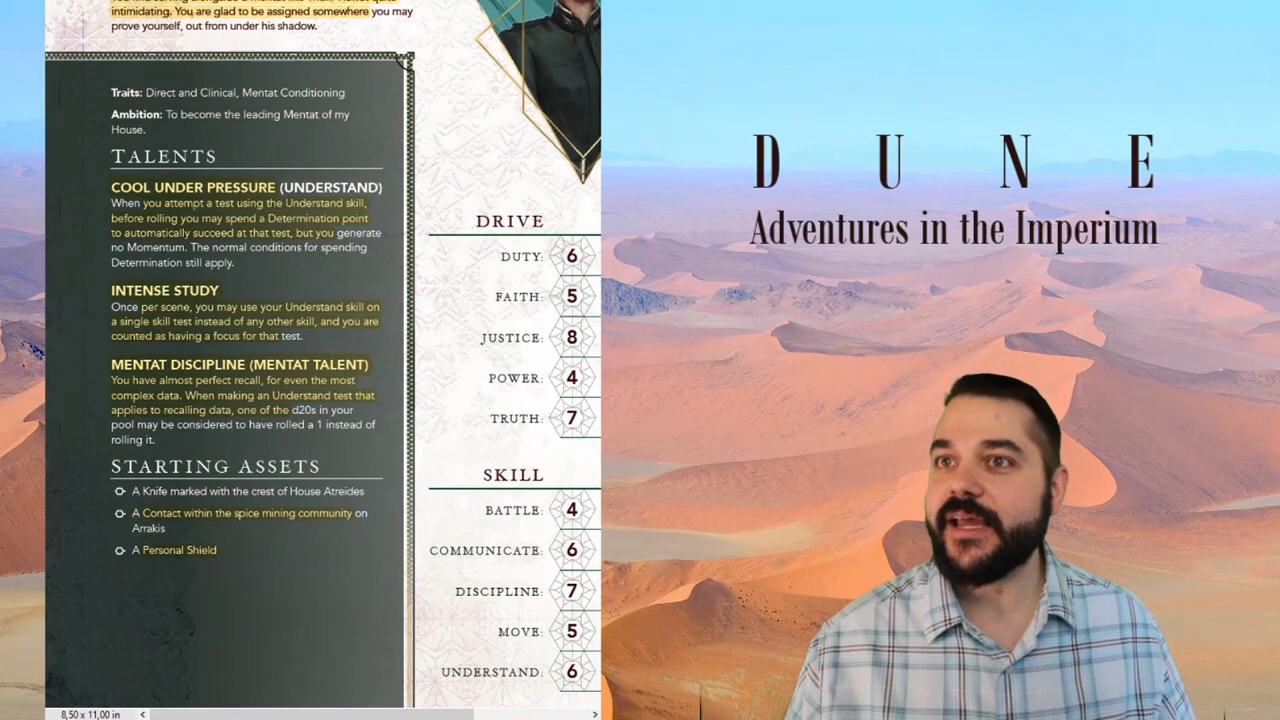 intimidating. You are glad to be assigned somewhere you may
prove yourself, out from under his shadow.
Traits: Direct and Clinical, Mentat Conditioning
Ambition: To become the leading Mentat of my
House.
TALENTS
COOL UNDER PRESSURE (UNDERSTAND)
When you attempt a test using the Understand skill,
before rolling you may spend a Determination point
to automatically succeed at that test, but you generate
no Momentum. The normal conditions for spending
Determination still apply.
INTENSE STUDY
Once per scene, you may use your Understand skill on
a single skill test instead of any other skill, and you are
counted as having a focus for that test.
MENTAT DISCIPLINE (MENTAT TALENT)
You have almost perfect recall, for even the most
complex data. When making an Understand test that
applies to recalling data, one of the d20s in your
pool may be considered to have rolled a 1 instead of
rolling it.
STARTING ASSETS
A Knife marked with the crest of House Atreides
A Contact within the spice mining community on
Arrakis
A Personal Shield
DRIVE
DUTY: 6
FAITH: 5
JUSTICE: 8
POWER: 4
TRUTH: 7
SKILL
BATTLE: 4
COMMUNICATE: 6
DISCIPLINE: 7
MOVE: 5
UNDERSTAND: 6
8,50 x 11,00 in
DUNE
Adventures in the Imperium